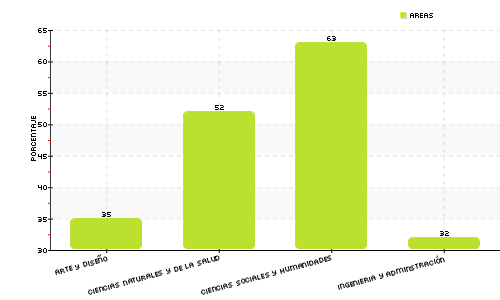 AREAS
PORCENTAJE
65
60
55
50
45
40
35
30
35
52
63
32
ARTE Y DISEÑO
CIENCIAS NATURALES Y DE LA SALUD
CIENCIAS SOCIALES Y HUMANIDADES
INGENIERIA Y ADMINSTRACIÓN